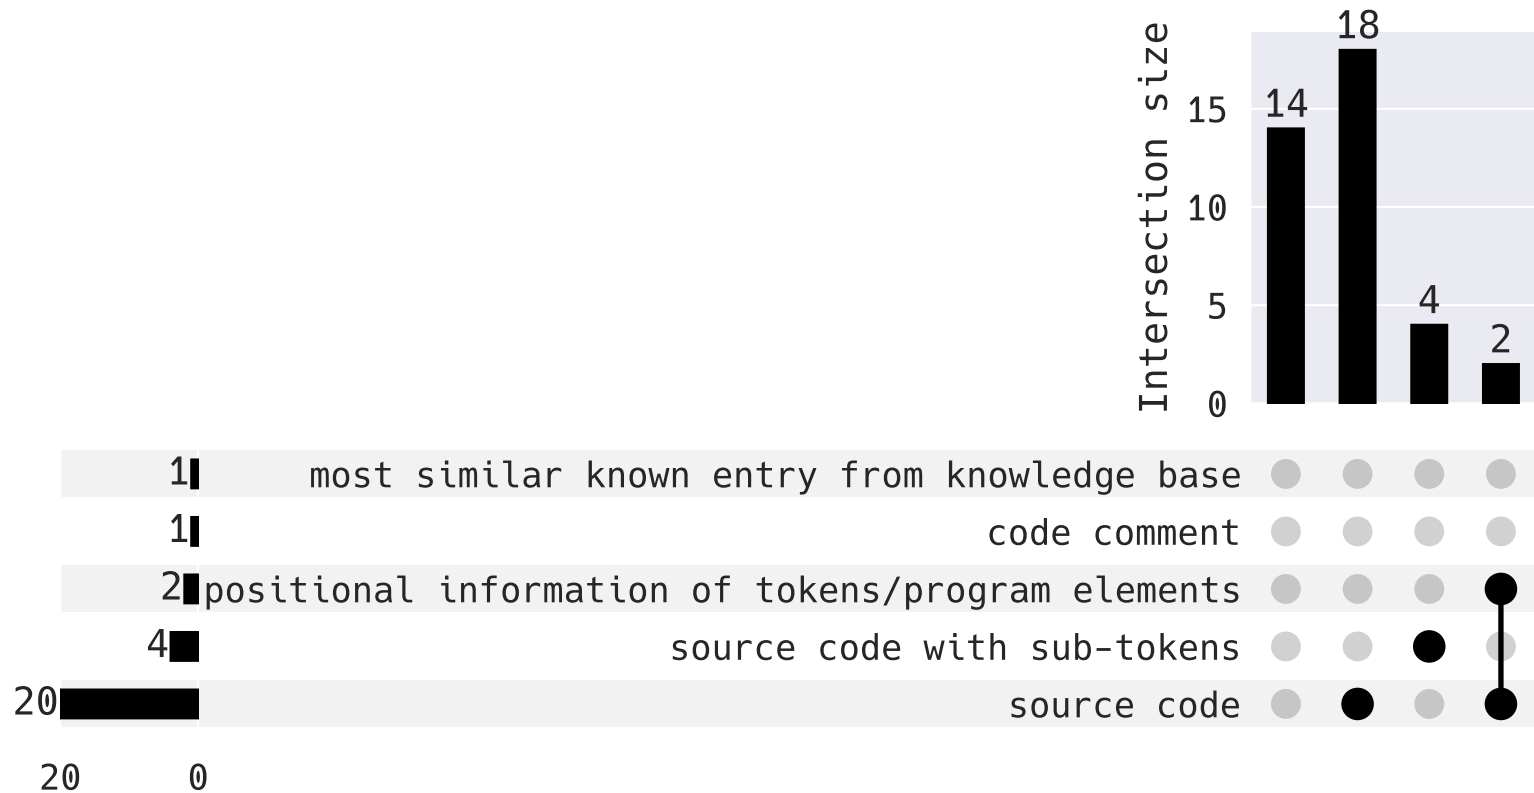 18
14
15
10
5
4
2
0
Intersection size
1 most similar known entry from knowledge base
1 code comment
2 positional information of tokens/program elements
4 source code with sub-tokens
20 source code
20 0